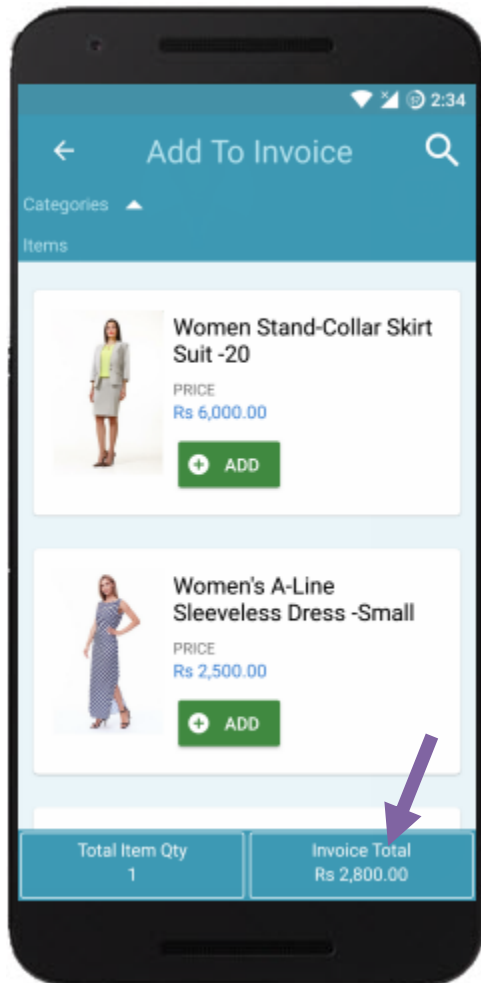 2:34
Add To Invoice
Categories
Items
Women Stand-Collar Skirt
Suit -20
PRICE
Rs 6,000.00
ADD
Women's A-Line
Sleeveless Dress -Small
PRICE
Rs 2,500.00
ADD
Total Item Qty
1
Invoice Total
Rs 2,800.00